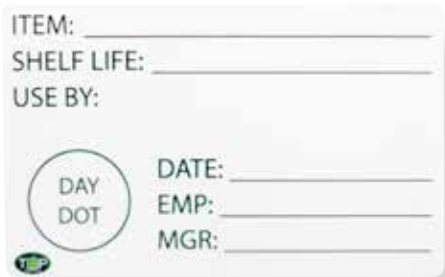 ITEM:
SHELF LIFE:
USE BY:
DAY
DOT
DATE:
EMP:
MGR: